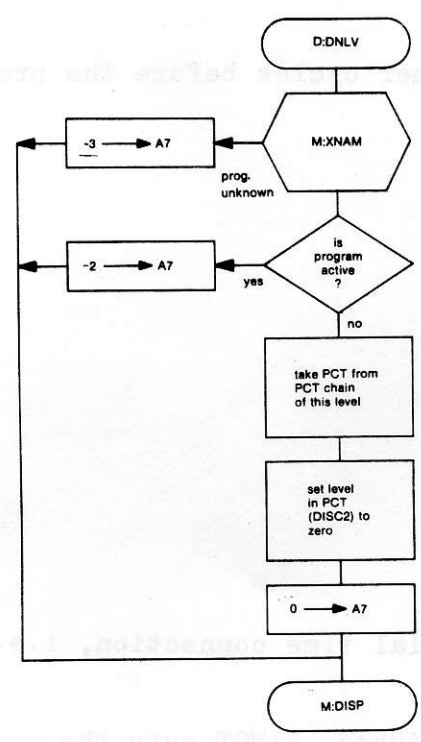 D:DNLV
M:XNAM
-3 → A7
prog.
unknown
is
program
active
?
-2 → A7
yes
no
take PCT from
PCT chain
of this level
set level
in PCT
(DISC2) to
zero
0 → A7
M:DISP